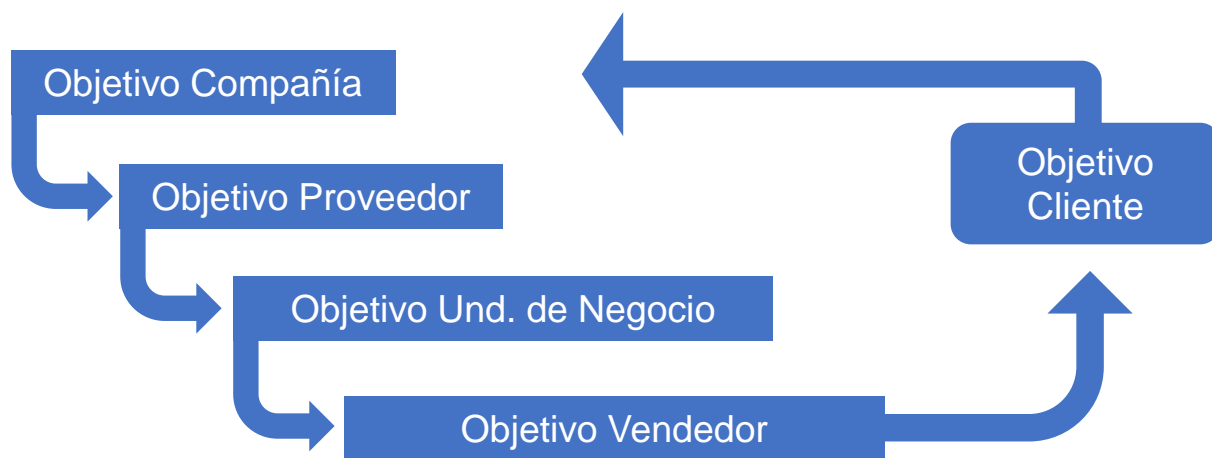 Objetivo Compañía
Objetivo Proveedor
Objetivo Und. de Negocio
Objetivo Vendedor
Objetivo
Cliente